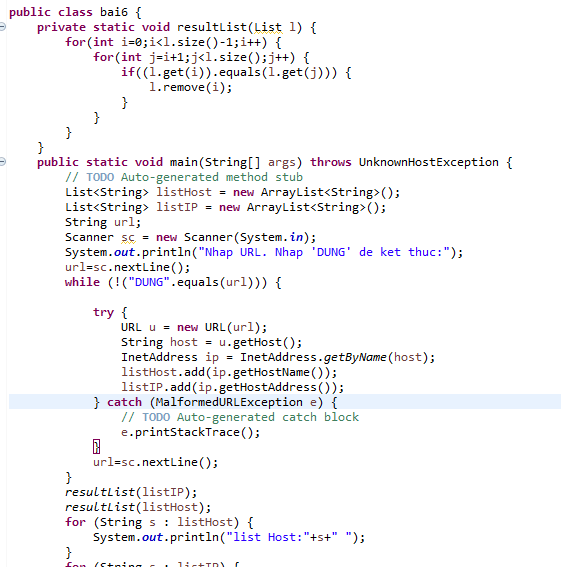 public class bai6 {
    private static void resultList(List l) {
        for(int i=0;i<l.size()-1;i++) {
            for(int j=i+1;j<l.size();j++) {
                if((l.get(i)).equals(l.get(j))) {
                    l.remove(i);
                }
            }
        }
    }
    public static void main(String[] args) throws UnknownHostException {
        // TODO Auto-generated method stub
        List<String> listHost = new ArrayList<String>();
        List<String> listIP = new ArrayList<String>();
        String url;
        Scanner sc = new Scanner(System.in);
        System.out.println("Nhap URL. Nhap 'DUNG' de ket thuc:");
        url=sc.nextLine();
        while (!("DUNG".equals(url))) {
            try {
                URL u = new URL(url);
                String host = u.getHost();
                InetAddress ip = InetAddress.getByName(host);
                listHost.add(ip.getHostName());
                listIP.add(ip.getHostAddress());
            } catch (MalformedURLException e) {
                // TODO Auto-generated catch block
                e.printStackTrace();
            }
            url=sc.nextLine();
        }
        resultList(listIP);
        resultList(listHost);
        for (String s : listHost) {
            System.out.println("list Host:"+s+" ");
        }
        for (String s : listIP) {